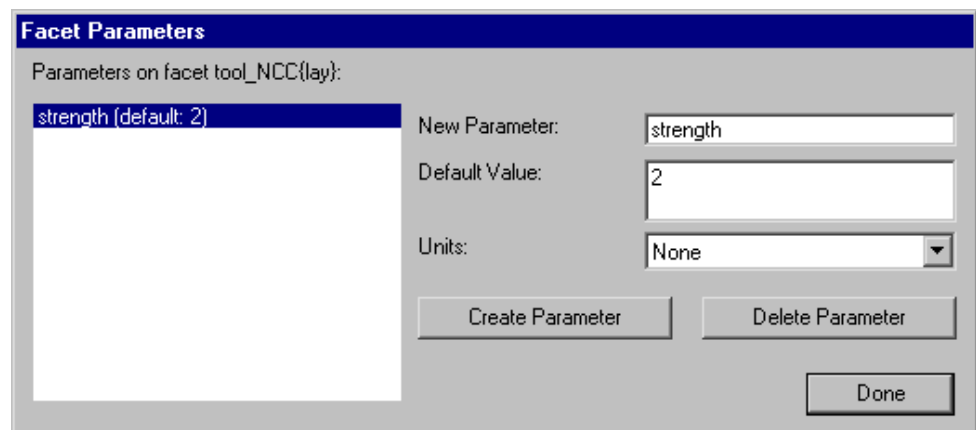 Facet Parameters
Parameters on facet tool_NCC{lay}:
strength (default: 2)
New Parameter:
strength
Default Value:
2
Units:
None
Create Parameter
Delete Parameter
Done